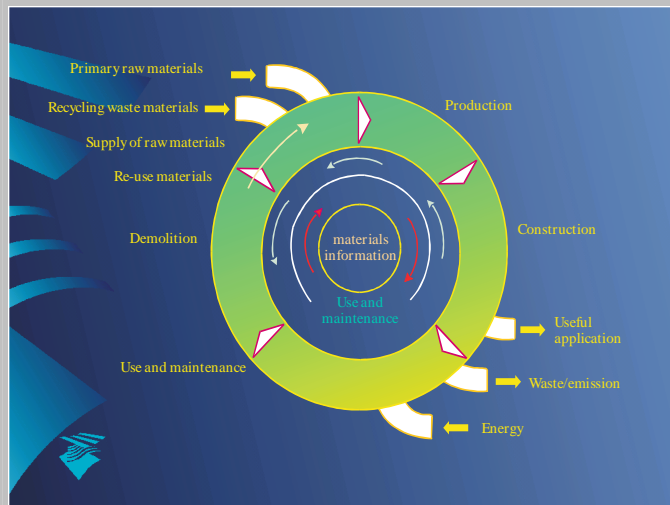 Primary raw materials
Recycling waste materials
Production
Supply of raw materials
Re-use materials
Demolition
Construction
materials
information
Use and
maintenance
Useful
application
Use and maintenance
Waste/emission
Energy